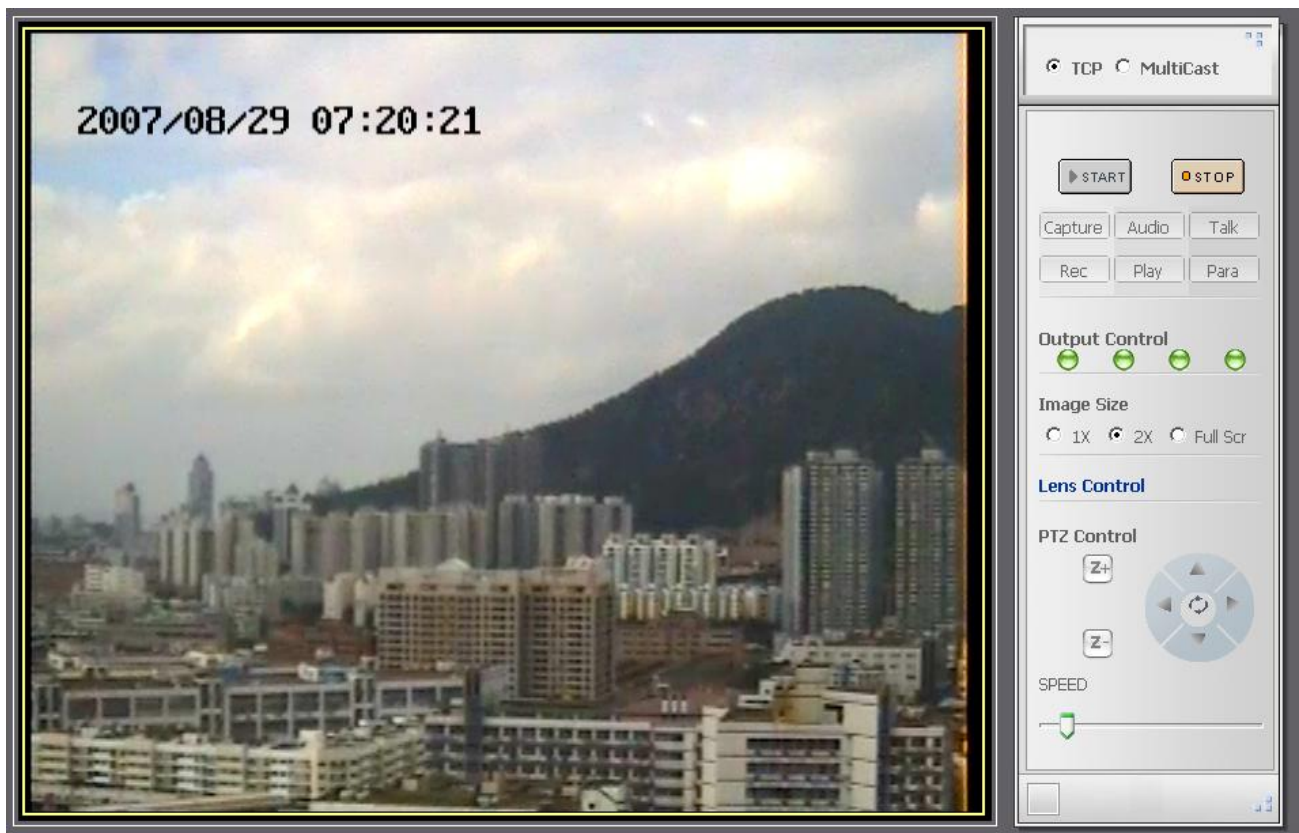 2007/08/29 07:20:21
TCP MultiCast
START STOP
Capture Audio Talk
Rec Play Para
Output Control
Image Size
1X 2X Full Scr
Lens Control
PTZ Control
Z+
Z-
SPEED